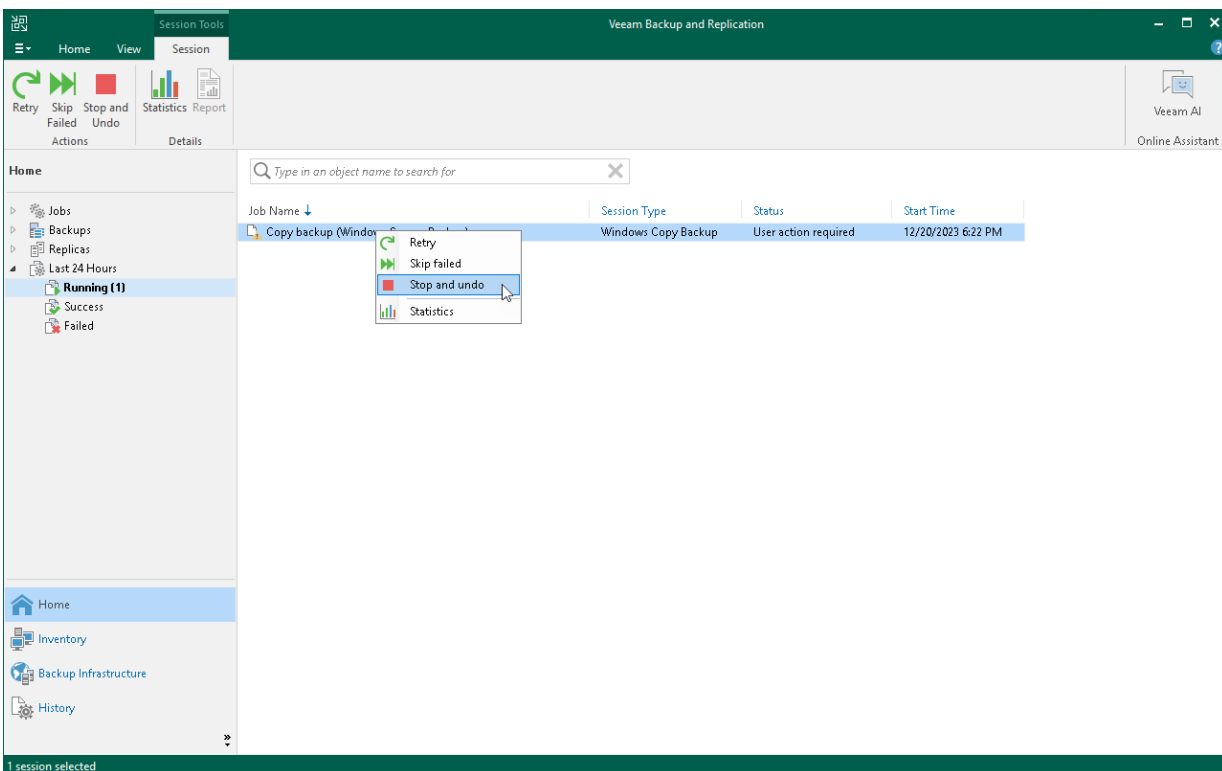 Session Tools
Veeam Backup and Replication
Home View Session
Retry
Skip Failed
Stop and Undo
Statistics
Report
Veeam AI
Actions
Details
Online Assistant
Home
Type in an object name to search for
Jobs
Backups
Replicas
Last 24 Hours
Running (1)
Success
Failed
Job Name Session Type Status Start Time
Copy backup (Window Windows Copy Backup User action required 12/20/2023 6:22 PM
Retry
Skip failed
Stop and undo
Statistics
Home
Inventory
Backup Infrastructure
History
1 session selected